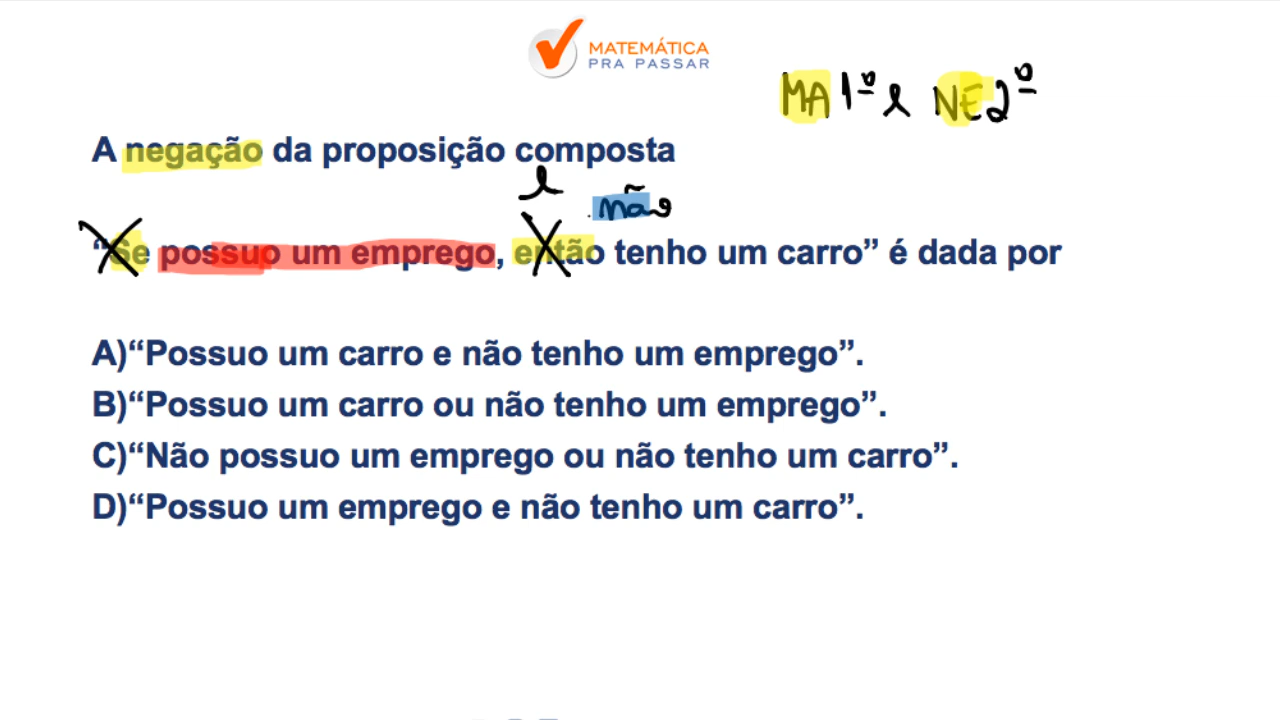 MATEMÁTICA
PRA PASSAR
MA 1º e NE 2º
A negação da proposição composta
e não
“Se possuo um emprego, então tenho um carro” é dada por
A)“Possuo um carro e não tenho um emprego”.
B)“Possuo um carro ou não tenho um emprego”.
C)“Não possuo um emprego ou não tenho um carro”.
D)“Possuo um emprego e não tenho um carro”.